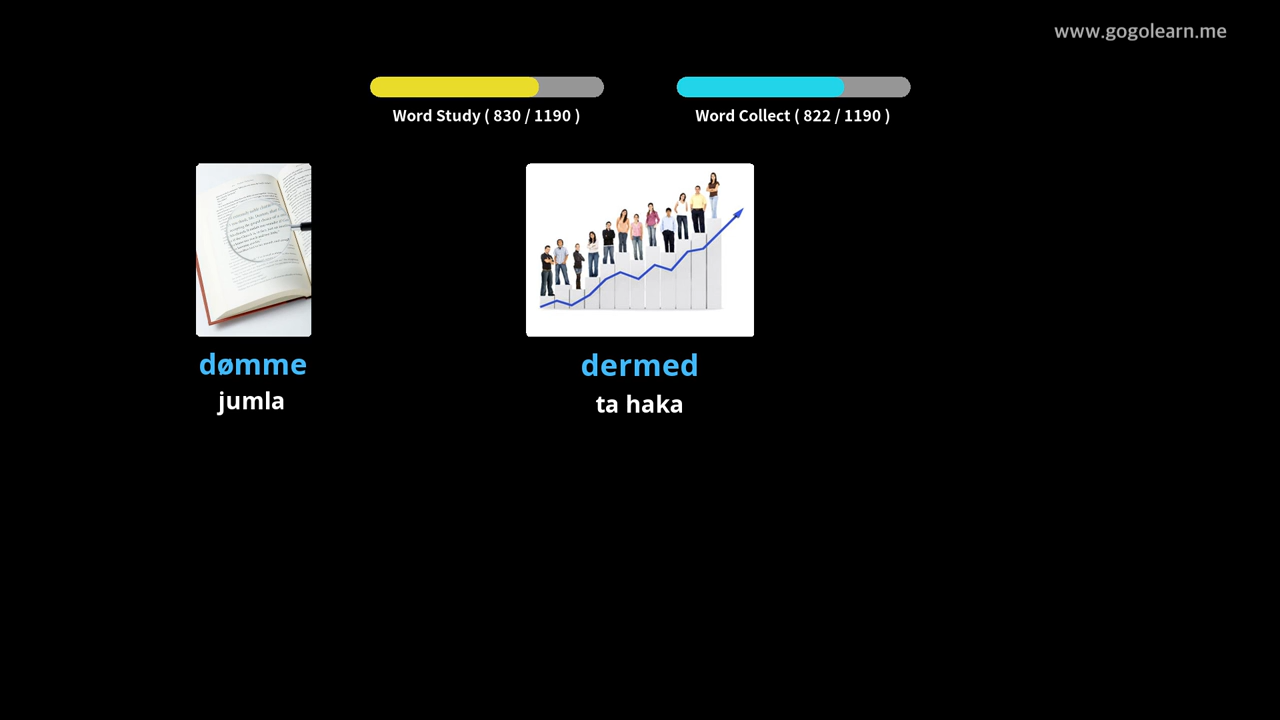 www.gogolearn.me
Word Study ( 830 / 1190 )
Word Collect ( 822 / 1190 )
dømme
jumla
dermed
ta haka